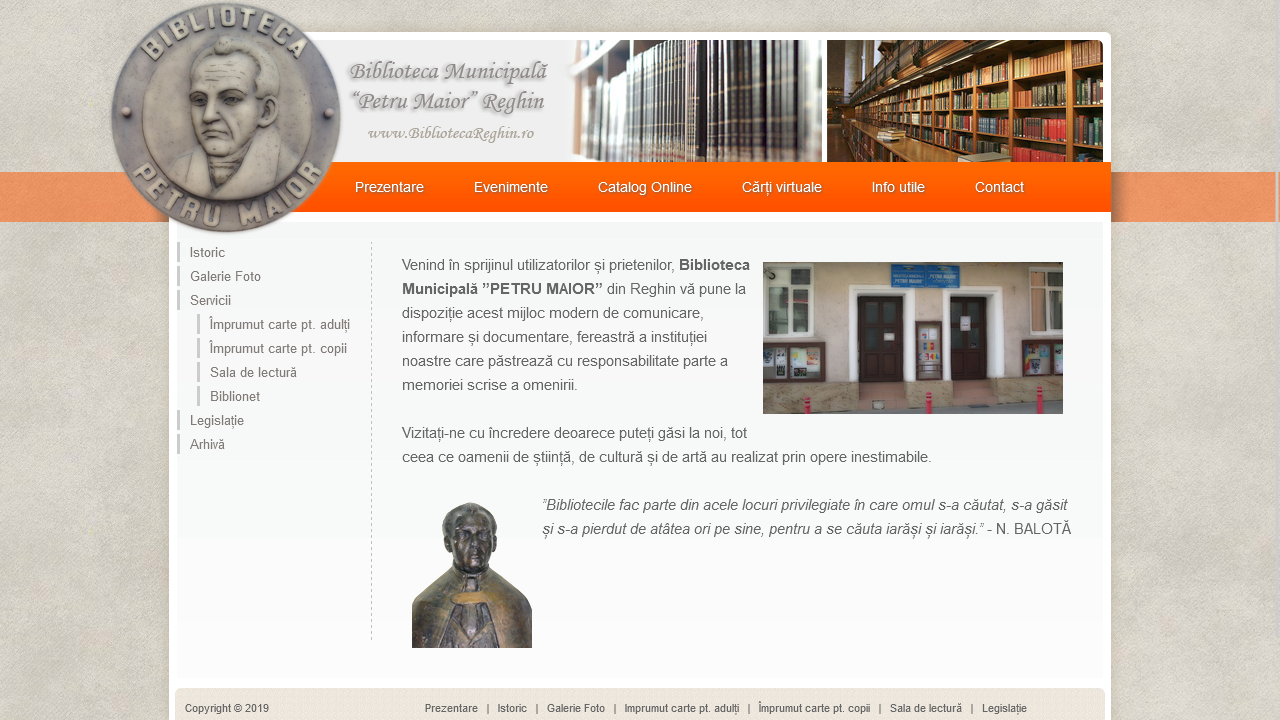 BIBLIOTECA
PETRU MAIOR
Biblioteca Municipală
“Petru Maior” Reghin
www.BibliotecaReghin.ro
Prezentare Evenimente Catalog Online Cărți virtuale Info utile Contact
Istoric
Galerie Foto
Servicii
Împrumut carte pt. adulți
Împrumut carte pt. copii
Sala de lectură
Biblionet
Legislație
Arhivă
Venind în sprijinul utilizatorilor și prietenilor, Biblioteca
Municipală ”PETRU MAIOR” din Reghin vă pune la
dispoziție acest mijloc modern de comunicare,
informare și documentare, fereastră a instituției
noastre care păstrează cu responsabilitate parte a
memoriei scrise a omenirii.
Vizitați-ne cu încredere deoarece puteți găsi la noi, tot
ceea ce oamenii de știință, de cultură și de artă au realizat prin opere inestimabile.
”Bibliotecile fac parte din acele locuri privilegiate în care omul s-a căutat, s-a găsit
și s-a pierdut de atâtea ori pe sine, pentru a se căuta iarăși și iarăși.” - N. BALOTĂ
Copyright © 2019
Prezentare | Istoric | Galerie Foto | Imprumut carte pt. adulți | Împrumut carte pt. copii | Sala de lectură | Legislație